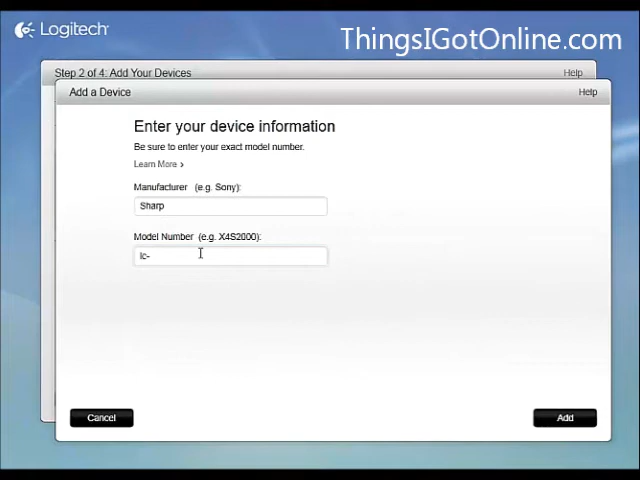 Logitech
ThingsIGotOnline.com
Step 2 of 4: Add Your Devices
Help
Add a Device
Help
Enter your device information
Be sure to enter your exact model number.
Learn More >
Manufacturer (e.g. Sony):
Sharp
Model Number (e.g. X4S2000):
lc-
Cancel
Add